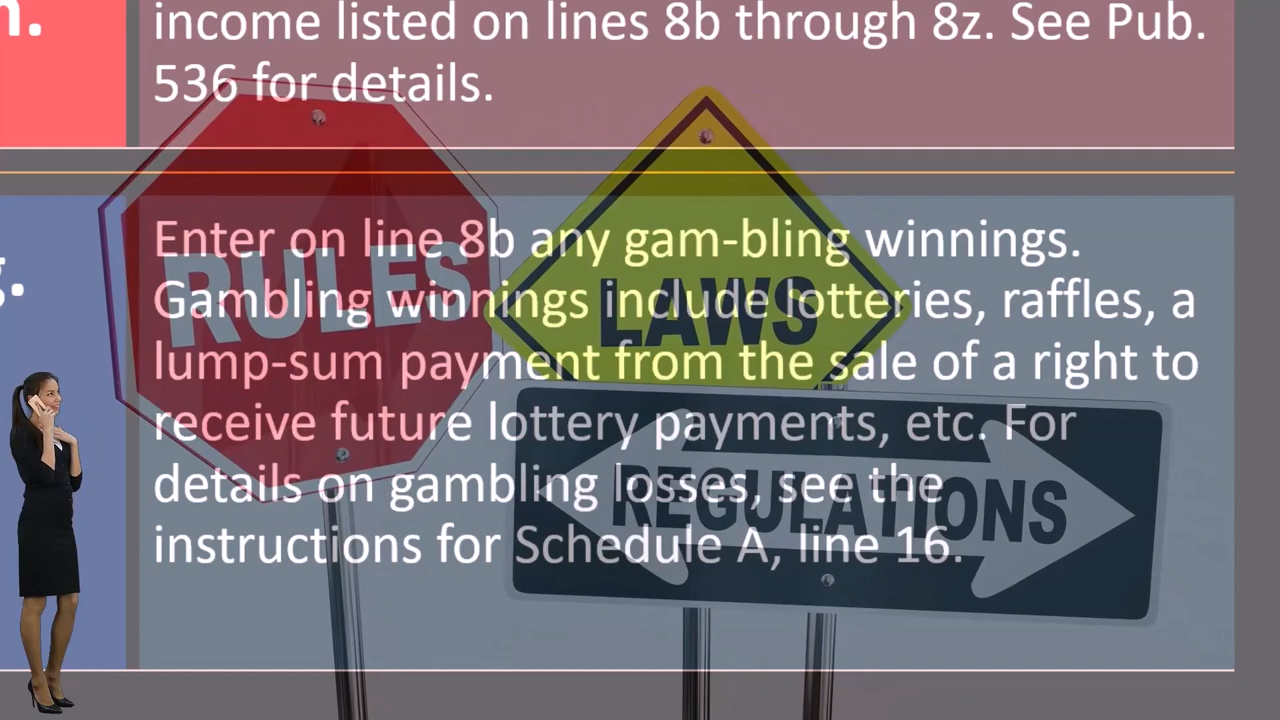 n.
income listed on lines 8b through 8z. See Pub.
536 for details.
g.
Enter on line 8b any gam-bling winnings.
Gambling winnings include lotteries, raffles, a
lump-sum payment from the sale of a right to
receive future lottery payments, etc. For
details on gambling losses, see the
instructions for Schedule A, line 16.
RULES
LAWS
REGULATIONS